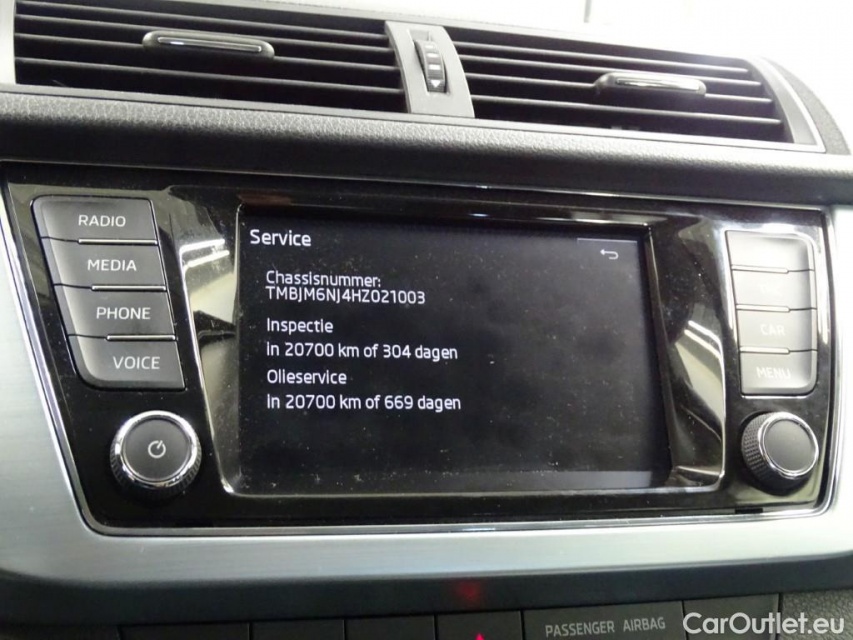 RADIO
MEDIA
PHONE
VOICE
Service
Chassisnummer:
TMBJM6NJ4HZ021003
Inspectie
in 20700 km of 304 dagen
Olieservice
in 20700 km of 669 dagen
CAR
MENU
PASSENGER AIRBAG
CarOutlet.eu